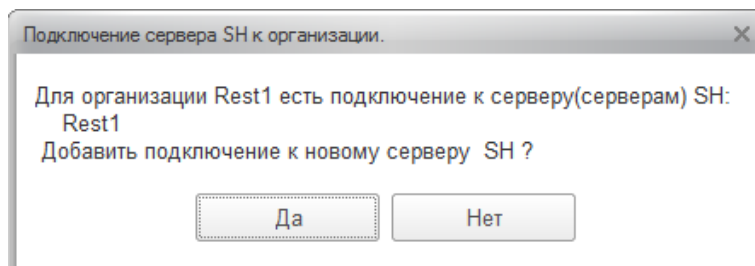 Подключение сервера SH к организации.
Для организации Rest1 есть подключение к серверу(серверам) SH:
Rest1
Добавить подключение к новому серверу SH ?
Да
Нет